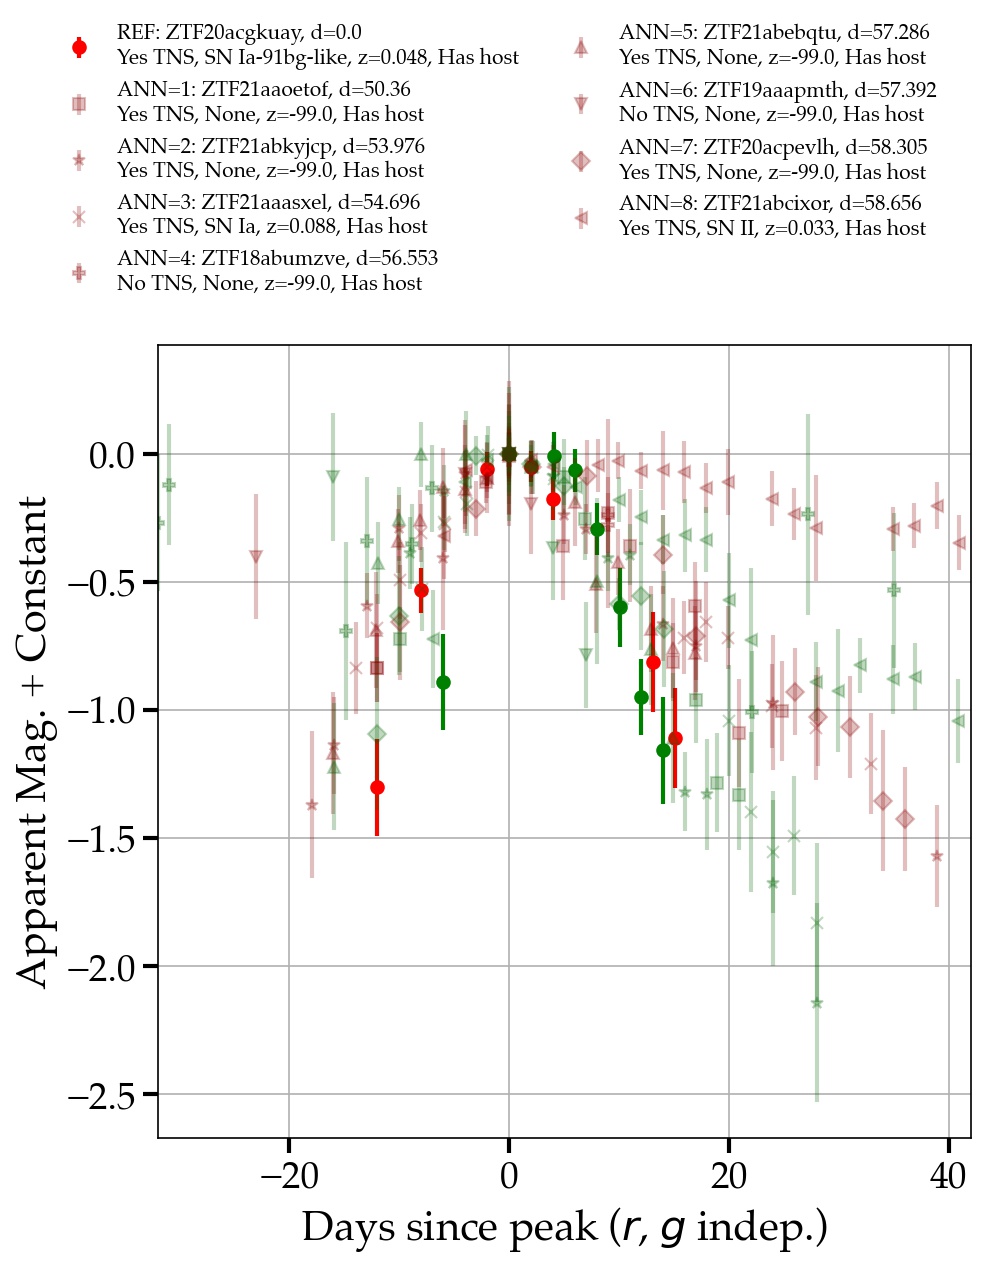 REF: ZTF20acgkuay, d=0.0
Yes TNS, SN Ia-91bg-like, z=0.048, Has host
ANN=1: ZTF21aaoetof, d=50.36
Yes TNS, None, z=-99.0, Has host
ANN=2: ZTF21abkyjcp, d=53.976
Yes TNS, None, z=-99.0, Has host
ANN=3: ZTF21aaasxel, d=54.696
Yes TNS, SN Ia, z=0.088, Has host
ANN=4: ZTF18abumzve, d=56.553
No TNS, None, z=-99.0, Has host
ANN=5: ZTF21abebqtu, d=57.286
Yes TNS, None, z=-99.0, Has host
ANN=6: ZTF19aaapmth, d=57.392
No TNS, None, z=-99.0, Has host
ANN=7: ZTF20acpevlh, d=58.305
Yes TNS, None, z=-99.0, Has host
ANN=8: ZTF21abcixor, d=58.656
Yes TNS, SN II, z=0.033, Has host
Apparent Mag. + Constant
0.0
−0.5
−1.0
−1.5
−2.0
−2.5
−20
0
20
40
Days since peak (r, g indep.)